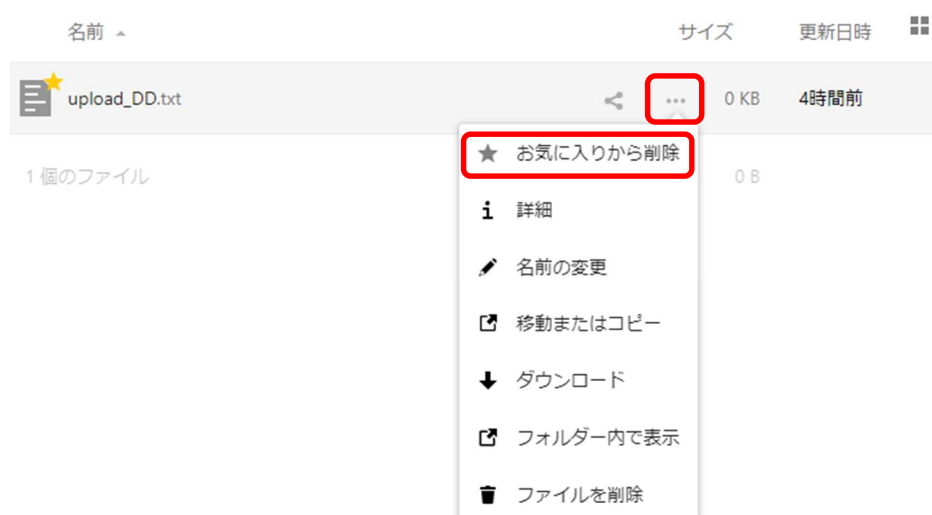 名前
サイズ
更新日時
upload_DD.txt
0 KB
4時間前
お気に入りから削除
1 個のファイル
0 B
詳細
名前の変更
移動またはコピー
ダウンロード
フォルダー内で表示
ファイルを削除